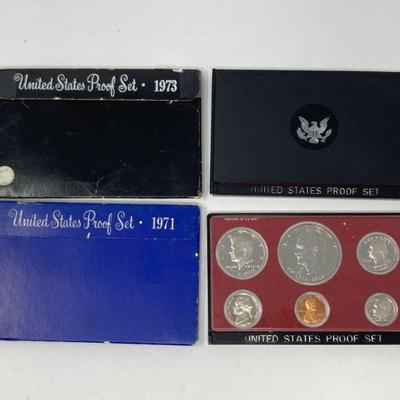 United States Proof Set · 1973
UNITED STATES PROOF SET
United States Proof Set · 1971
UNITED STATES PROOF SET